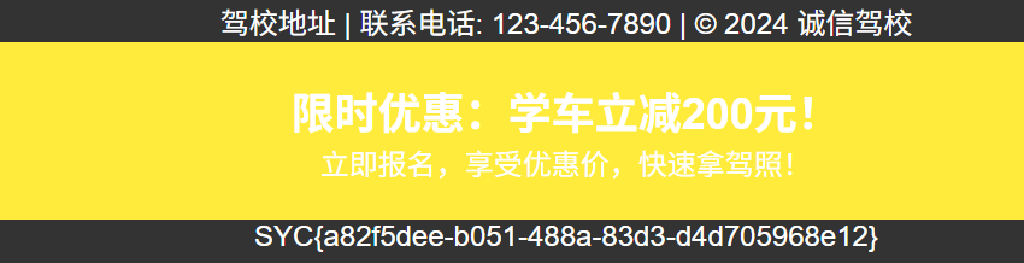 驾校地址 | 联系电话: 123-456-7890 | © 2024 诚信驾校
限时优惠：学车立减200元！
立即报名，享受优惠价，快速拿驾照！
SYC{a82f5dee-b051-488a-83d3-d4d705968e12}